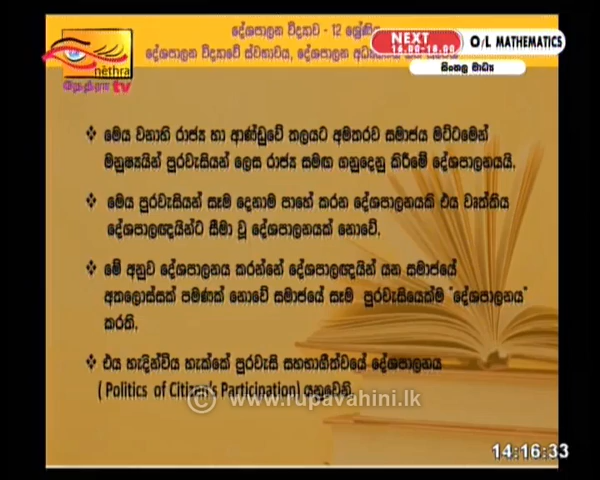 දේශපාලන විද්‍යාව - 12 ශ්‍රේණිය
NEXT
16.00-18.00
O/L MATHEMATICS
දේශපාලන විද්‍යාවේ ස්වභාවය, දේශපාලන
සිංහල මාධ්‍ය
nēthra
tv
❖ මෙය වනාහි රාජ්‍ය හා ආණ්ඩුවේ තලයට අමතරව සමාජය මට්ටමෙන්
මනුෂ්‍යයින් පුරවැසියන් ලෙස රාජ්‍ය සමඟ ගනුදෙනු කිරීමේ දේශපාලනයයි.
❖ මෙය පුරවැසියන් සෑම දෙනාම පාහේ කරන දේශපාලනයකි එය වෘත්තිය
දේශපාලඥයින්ට සීමා වූ දේශපාලනයක් නොවේ.
❖ මේ අනුව දේශපාලනය කරන්නේ දේශපාලඥයින් යන සමාජයේ
අතලොස්සක් පමණක් නොවේ සමාජයේ සෑම පුරවැසියෙක්ම "දේශපාලනය"
කරති.
❖ එය හැඳින්විය හැක්කේ පුරවැසි සහභාගීත්වයේ දේශපාලනය
( Politics of Citizen's Participation) යනුවෙනි.
© www.rupavahini.lk
14:16:33